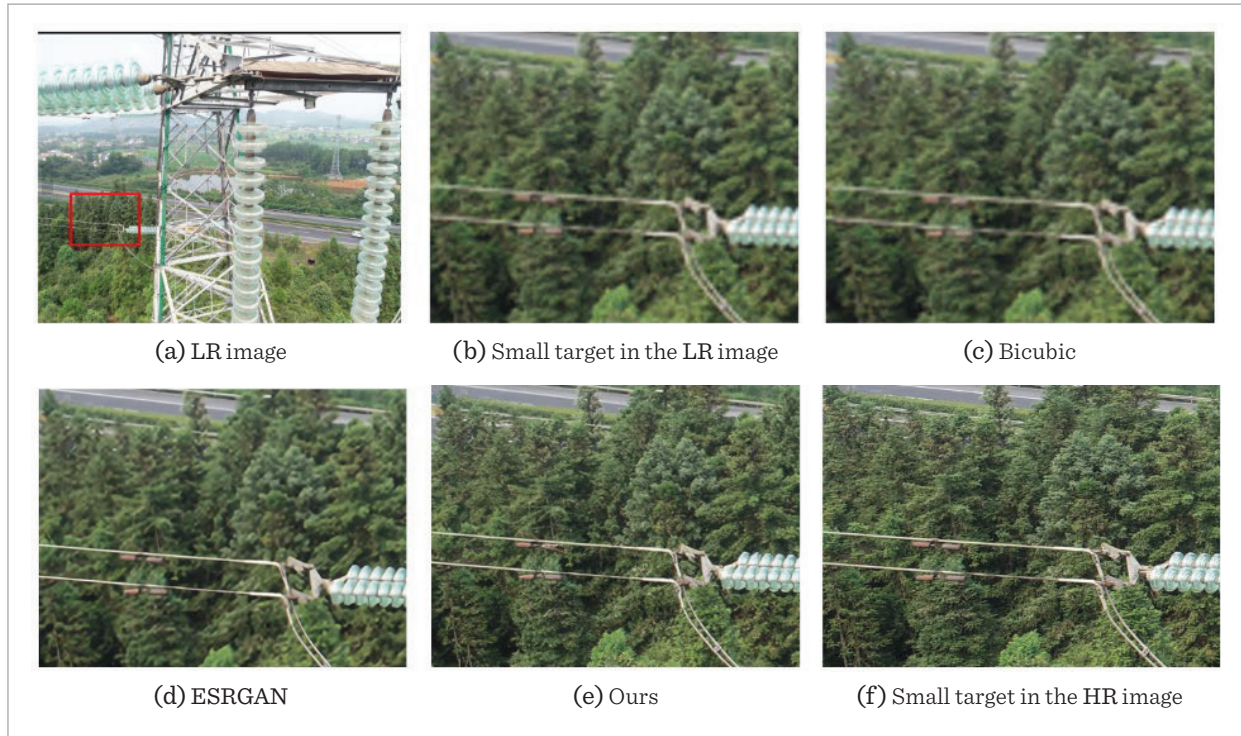 (a) LR image
(b) Small target in the LR image
(c) Bicubic
(d) ESRGAN
(e) Ours
(f) Small target in the HR image